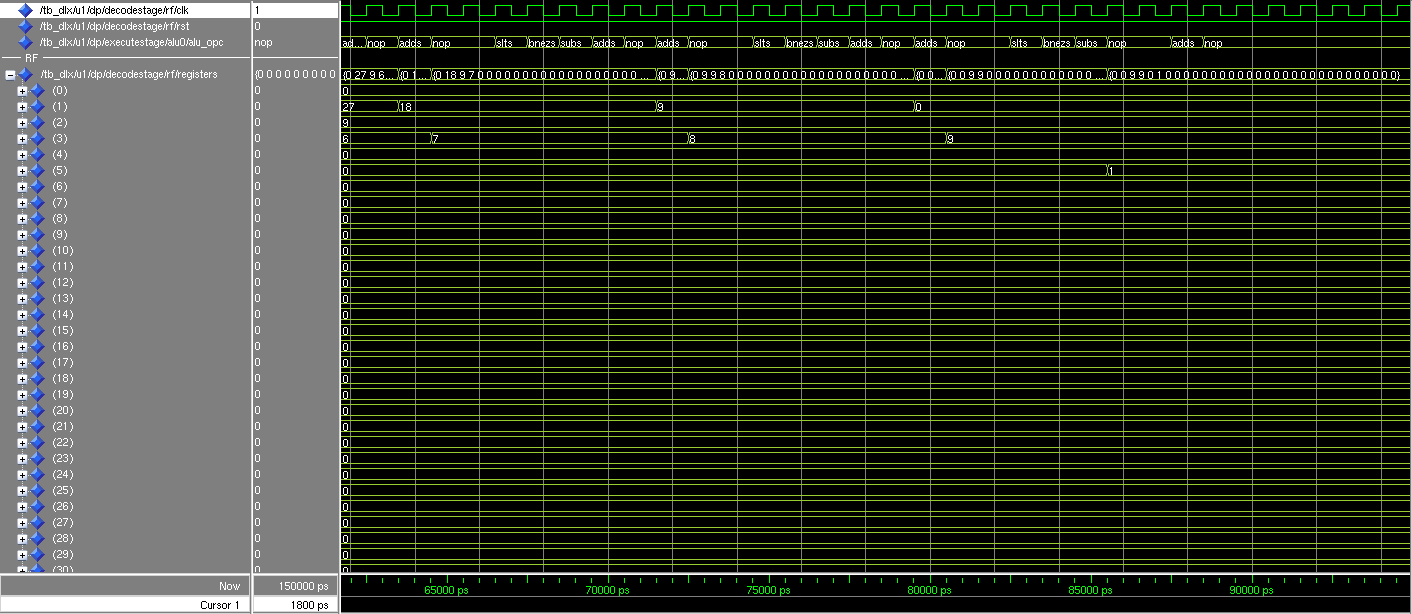 /tb_dlx/u1/dp/decodestage/rf/clk 1
/tb_dlx/u1/dp/decodestage/rf/rst 0
/tb_dlx/u1/dp/executestage/alu0/alu_opc nop ad... nop adds nop slts bnezs subs adds nop adds nop slts bnezs subs adds nop adds nop slts bnezs subs nop adds nop
RF
/tb_dlx/u1/dp/decodestage/rf/registers {0 0 0 0 0 0 0 0 0 0 {0 27 9 6... {0 1... {0 18 9 7 0 0 0 0 0 0 0 0 0 0 0 0 0 0 0 0 0 ... {0 9... {0 9 9 8 0 0 0 0 0 0 0 0 0 0 0 0 0 0 0 0 0 ... {0 0... {0 0 9 9 0 0 0 0 0 0 0 0 0 0 0 0 0 ... {0 0 9 9 0 1 0 0 0 0 0 0 0 0 0 0 0 0 0 0 0 0 0 0 0 0 0 0 0 0 0 0}
(0) 0 0
(1) 0 27 18 9 0
(2) 0 9
(3) 0 6 7 8 9
(4) 0 0
(5) 0 0 1
(6) 0 0
(7) 0 0
(8) 0 0
(9) 0 0
(10) 0 0
(11) 0 0
(12) 0 0
(13) 0 0
(14) 0 0
(15) 0 0
(16) 0 0
(17) 0 0
(18) 0 0
(19) 0 0
(20) 0 0
(21) 0 0
(22) 0 0
(23) 0 0
(24) 0 0
(25) 0 0
(26) 0 0
(27) 0 0
(28) 0 0
(29) 0 0
(30) 0 0
Now 150000 ps 65000 ps 70000 ps 75000 ps 80000 ps 85000 ps 90000 ps
Cursor 1 1800 ps